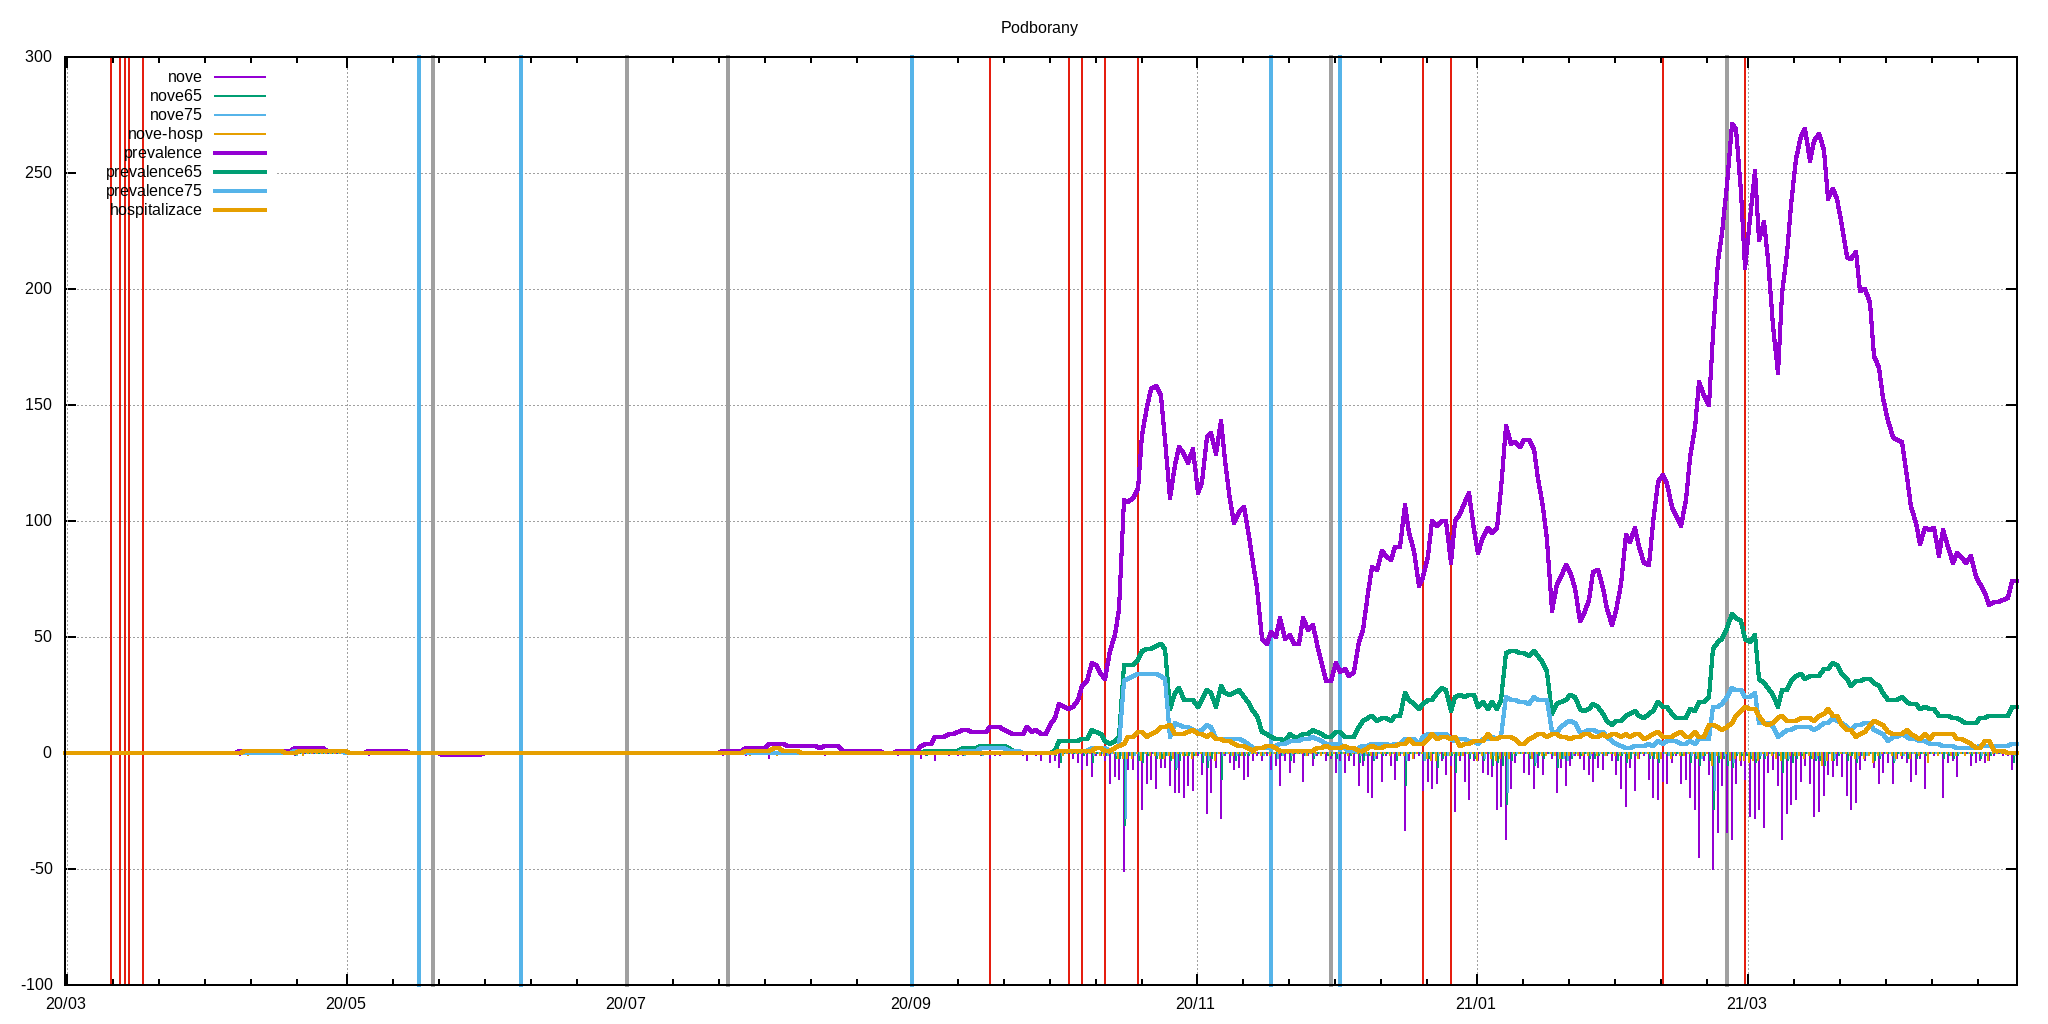 Podborany
300
nove
nove65
nove75
nove-hosp
prevalence
prevalence65
prevalence75
hospitalizace
250
200
150
100
50
0
-50
-100
20/03 20/05 20/07 20/09 20/11 21/01 21/03